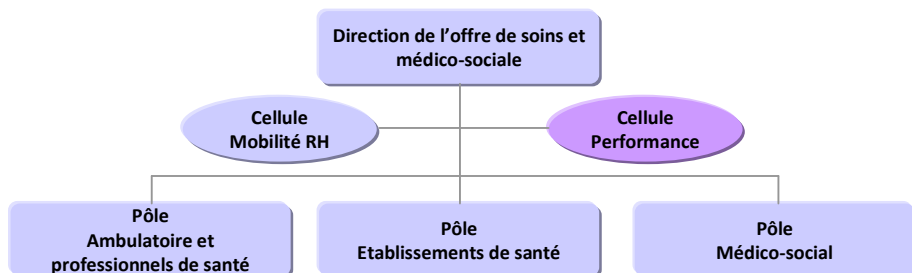 Direction de l’offre de soins et
médico-sociale
Cellule
Mobilité RH
Cellule
Performance
Pôle
Ambulatoire et
professionnels de santé
Pôle
Etablissements de santé
Pôle
Médico-social